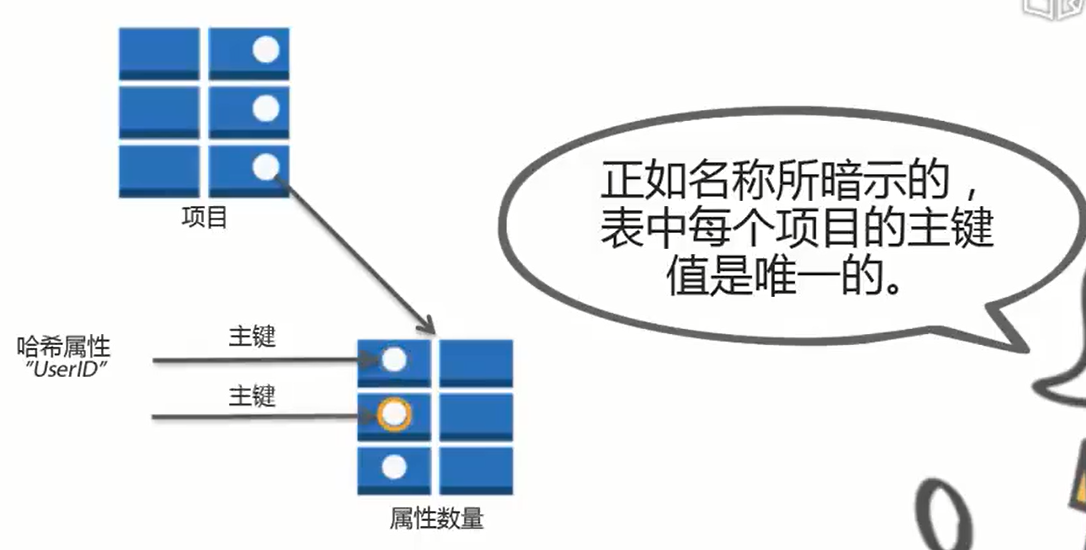 项目
正如名称所暗示的，
表中每个项目的主键
值是唯一的。
主键
哈希属性
"UserID"
主键
属性数量